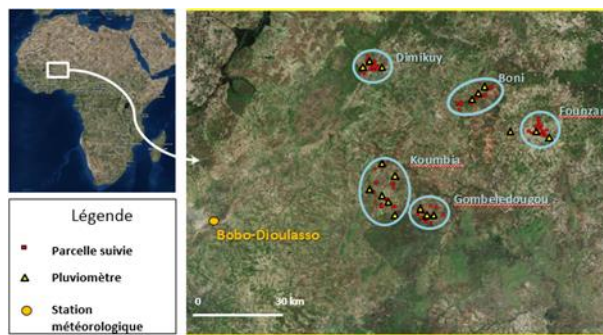 Dimikuy
Boni
Founzan
Koumbia
Gombeledougou
Bobo-Dioulasso
0
30 km
Légende
Parcelle suivie
Pluviomètre
Station
météorologique